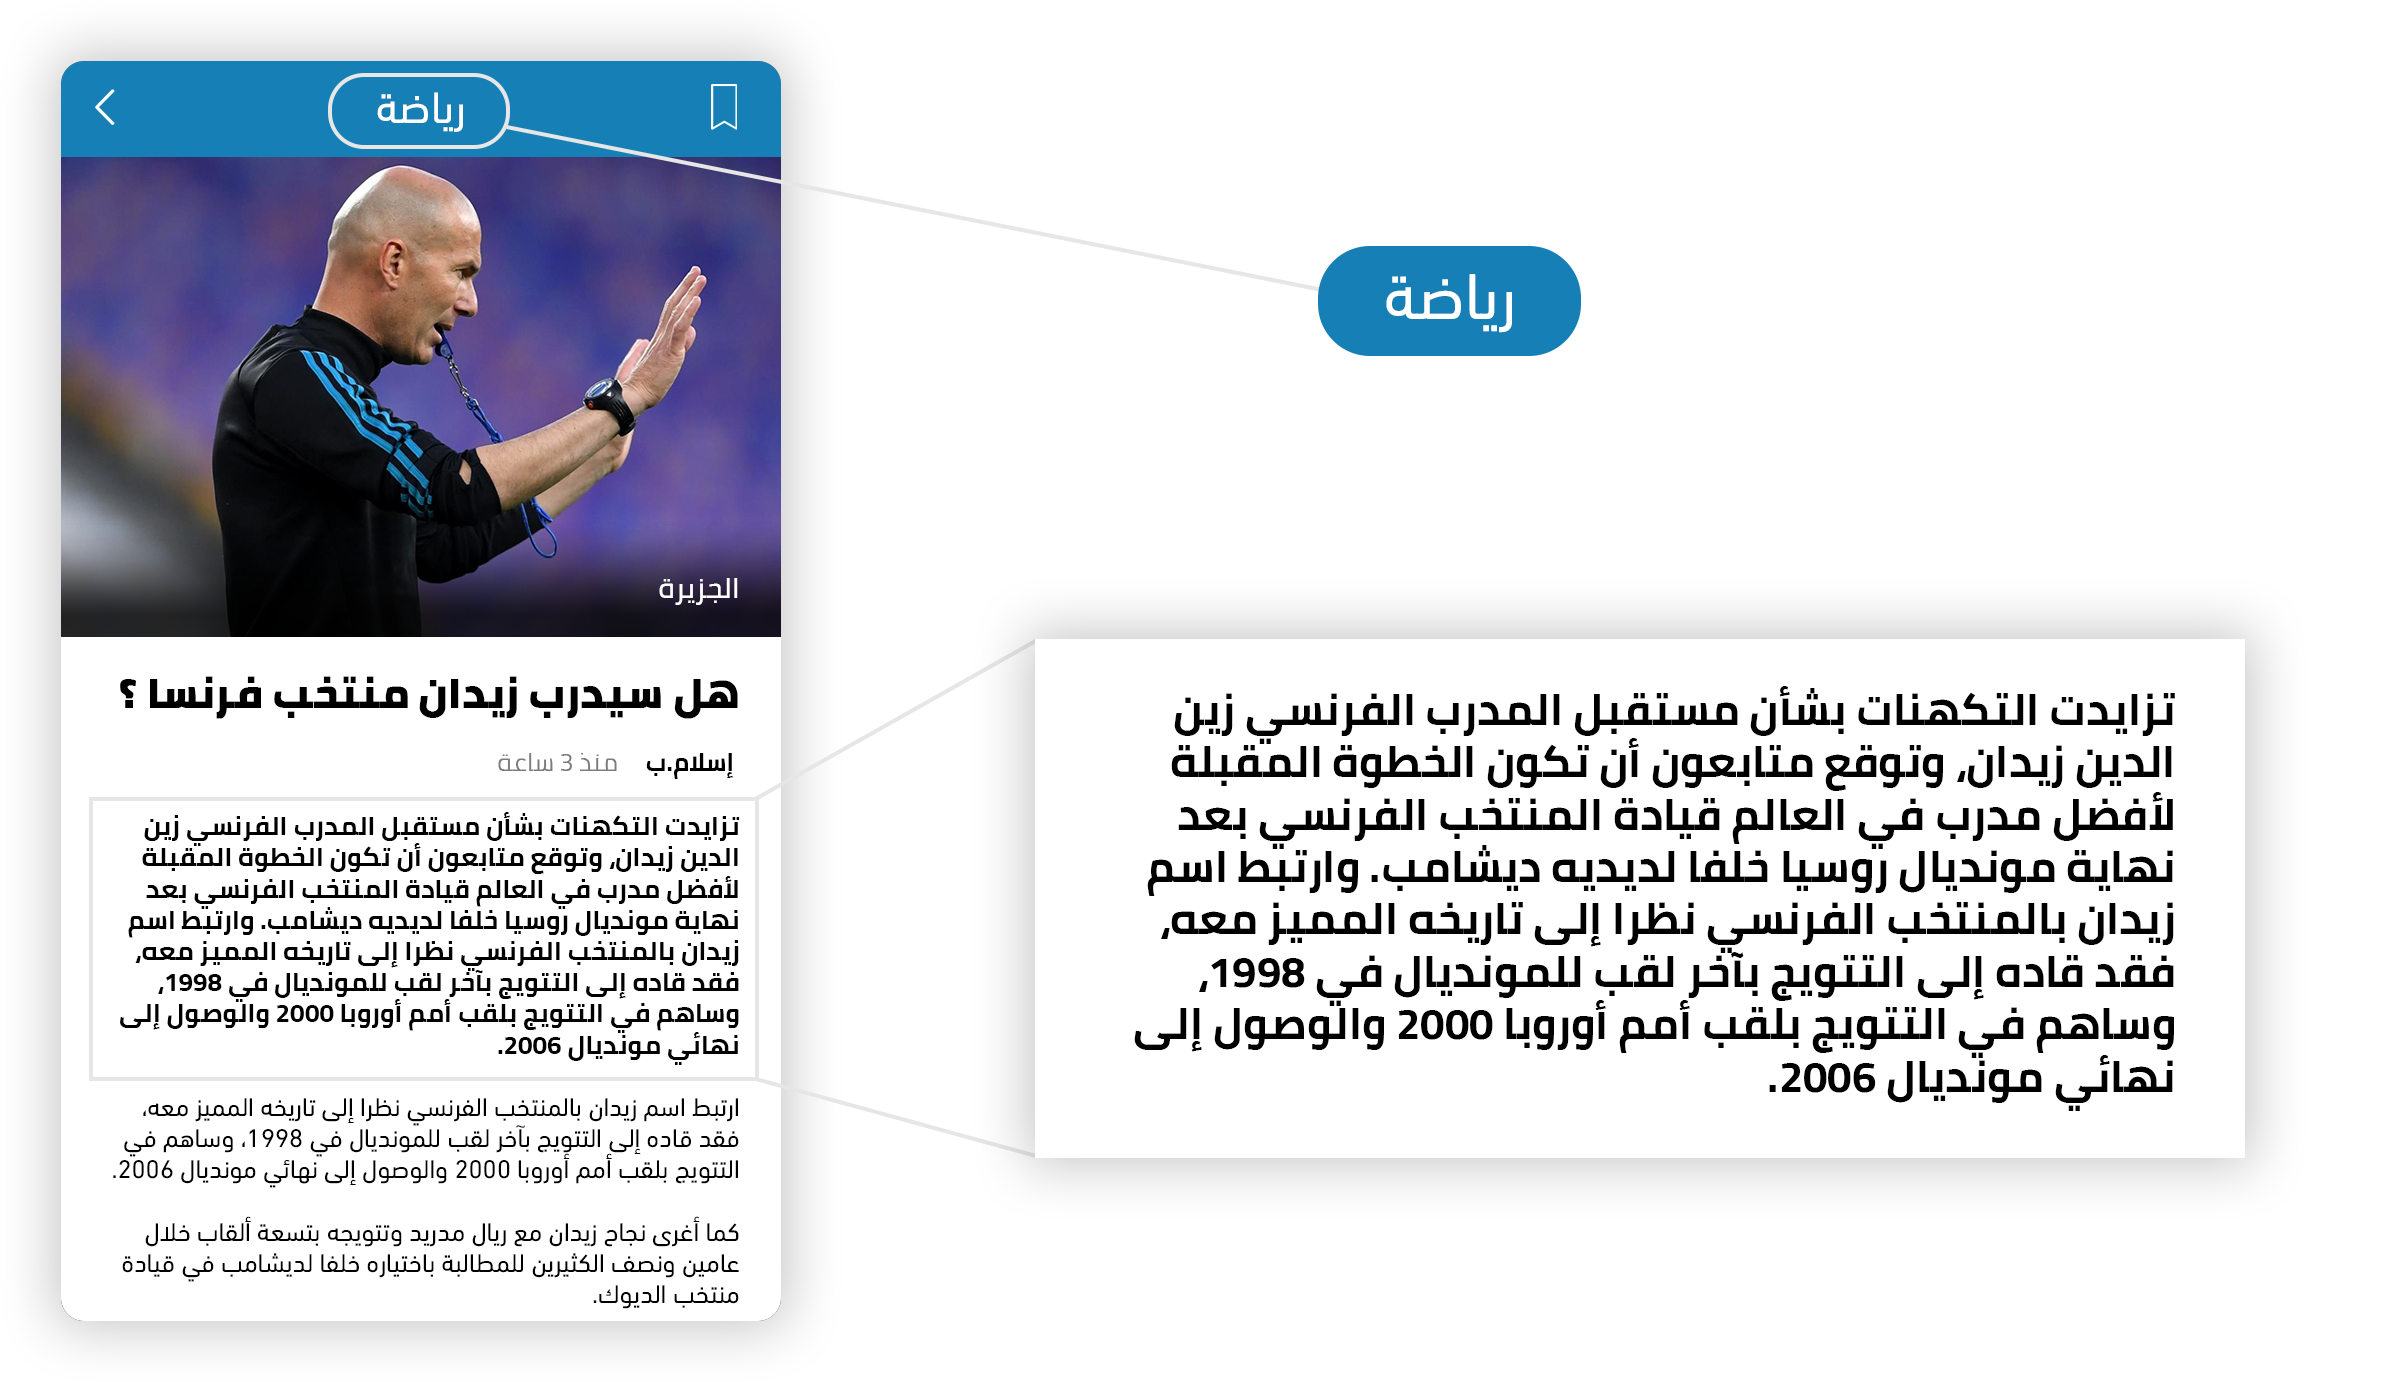 رياضة
الجزيرة
هل سيدرب زيدان منتخب فرنسا ؟
إسلام.ب منذ 3 ساعة
تزايدت التكهنات بشأن مستقبل المدرب الفرنسي زين
الدين زيدان، وتوقع متابعون أن تكون الخطوة المقبلة
لأفضل مدرب في العالم قيادة المنتخب الفرنسي بعد
نهاية مونديال روسيا خلفا لديديه ديشامب. وارتبط اسم
زيدان بالمنتخب الفرنسي نظرا إلى تاريخه المميز معه،
فقد قاده إلى التتويج بآخر لقب للمونديال في 1998،
وساهم في التتويج بلقب أمم أوروبا 2000 والوصول إلى
نهائي مونديال 2006.
ارتبط اسم زيدان بالمنتخب الفرنسي نظرا إلى تاريخه المميز معه،
فقد قاده إلى التتويج بآخر لقب للمونديال في 1998، وساهم في
التتويج بلقب أمم أوروبا 2000 والوصول إلى نهائي مونديال 2006.
كما أغرى نجاح زيدان مع ريال مدريد وتتويجه بتسعة ألقاب خلال
عامين ونصف الكثيرين للمطالبة باختياره خلفا لديشامب في قيادة
منتخب الديوك.
رياضة
تزايدت التكهنات بشأن مستقبل المدرب الفرنسي زين
الدين زيدان، وتوقع متابعون أن تكون الخطوة المقبلة
لأفضل مدرب في العالم قيادة المنتخب الفرنسي بعد
نهاية مونديال روسيا خلفا لديديه ديشامب. وارتبط اسم
زيدان بالمنتخب الفرنسي نظرا إلى تاريخه المميز معه،
فقد قاده إلى التتويج بآخر لقب للمونديال في 1998،
وساهم في التتويج بلقب أمم أوروبا 2000 والوصول إلى
نهائي مونديال 2006.